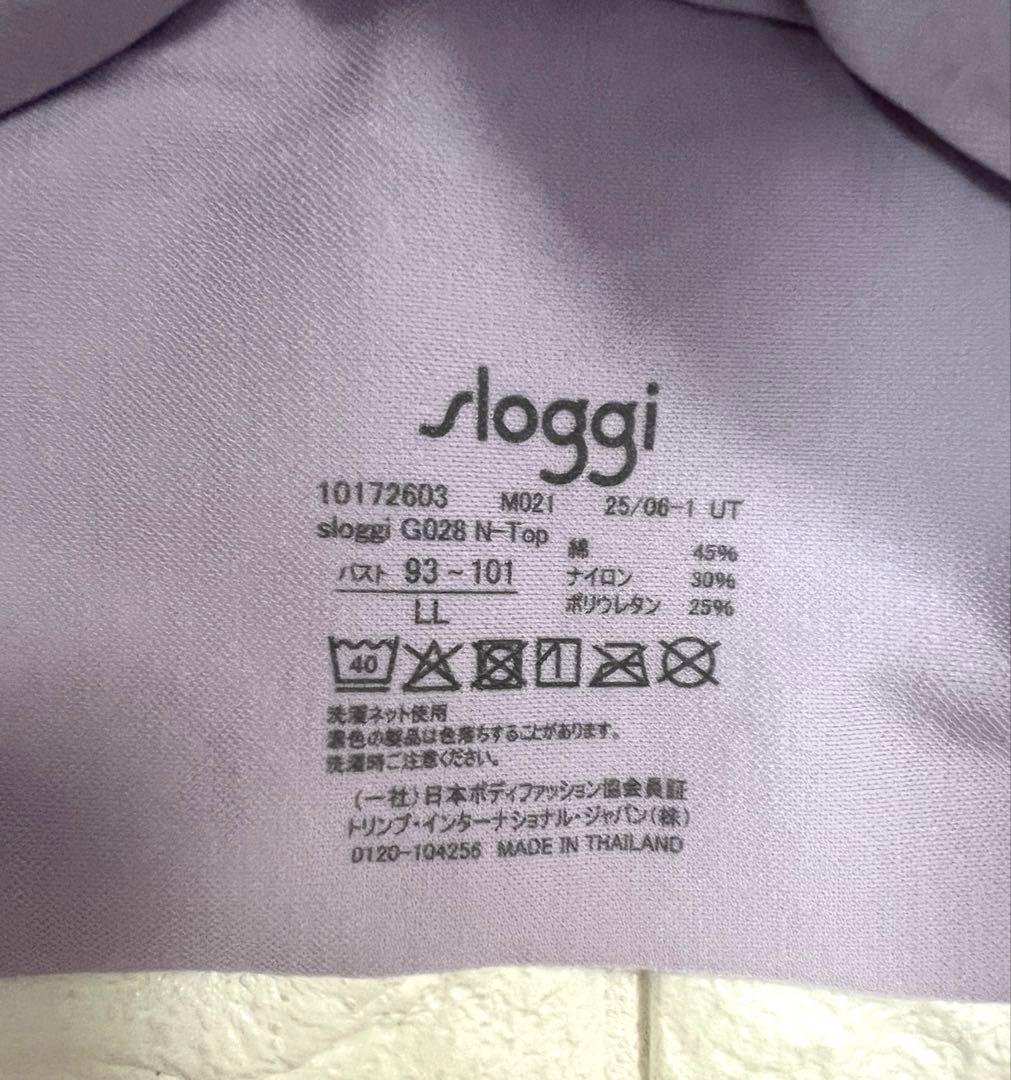 sloggi
10172603 M021 25/06-1 UT
sloggi G028 N-Top
バスト 93~101
LL
綿 45%
ナイロン 30%
ポリウレタン 25%
40
洗濯ネット使用
濃色の製品は色落ちすることがあります。
洗濯時ご注意ください。
(一社)日本ボディファッション協会員証
トリンプ・インターナショナル・ジャパン(株)
0120-104256 MADE IN THAILAND